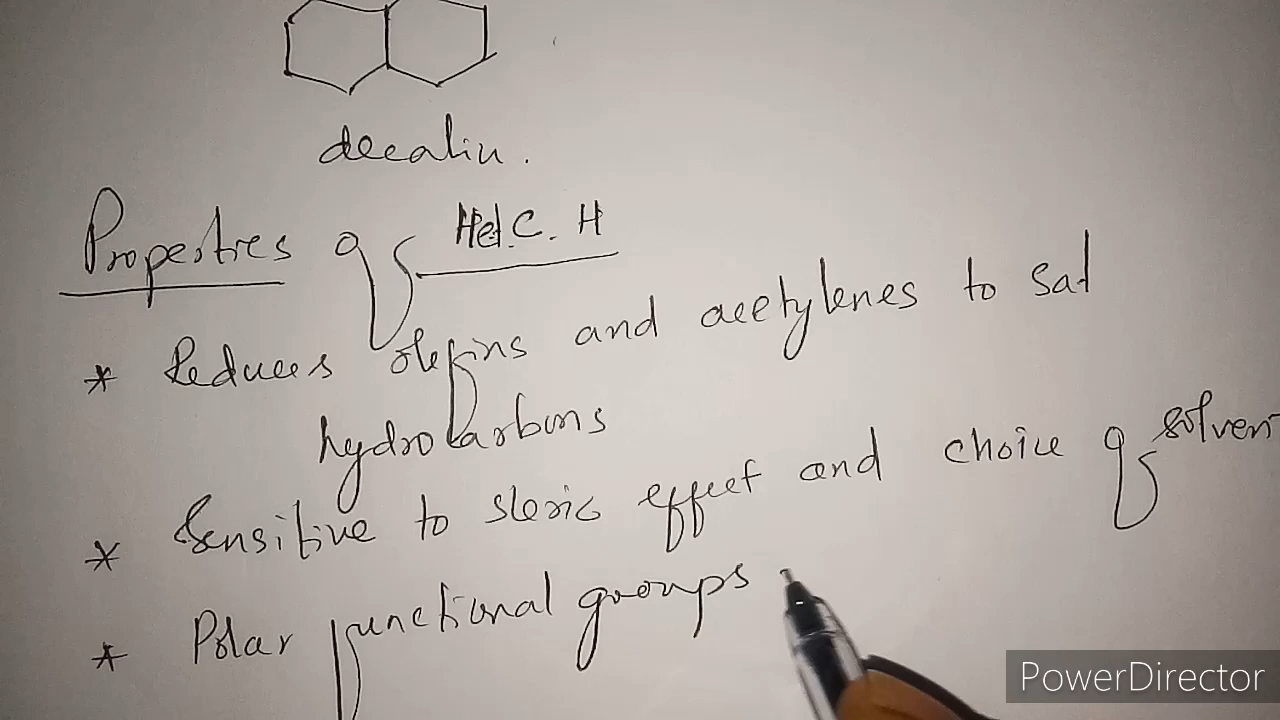 decalin.
Properties of Het. C. H
* Reduces olefins and acetylenes to sat
hydrocarbons
* Sensitive to steric effect and choice of solven
* Polar functional groups
PowerDirector